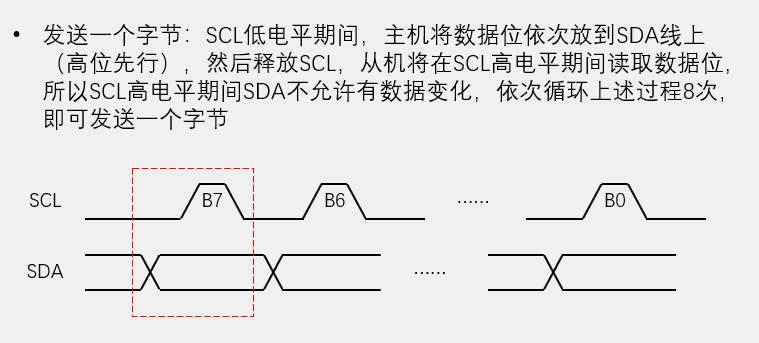 • 发送一个字节：SCL低电平期间，主机将数据位依次放到SDA线上
（高位先行），然后释放SCL，从机将在SCL高电平期间读取数据位，
所以SCL高电平期间SDA不允许有数据变化，依次循环上述过程8次，
即可发送一个字节
SCL B7 B6 ······ B0
SDA ······